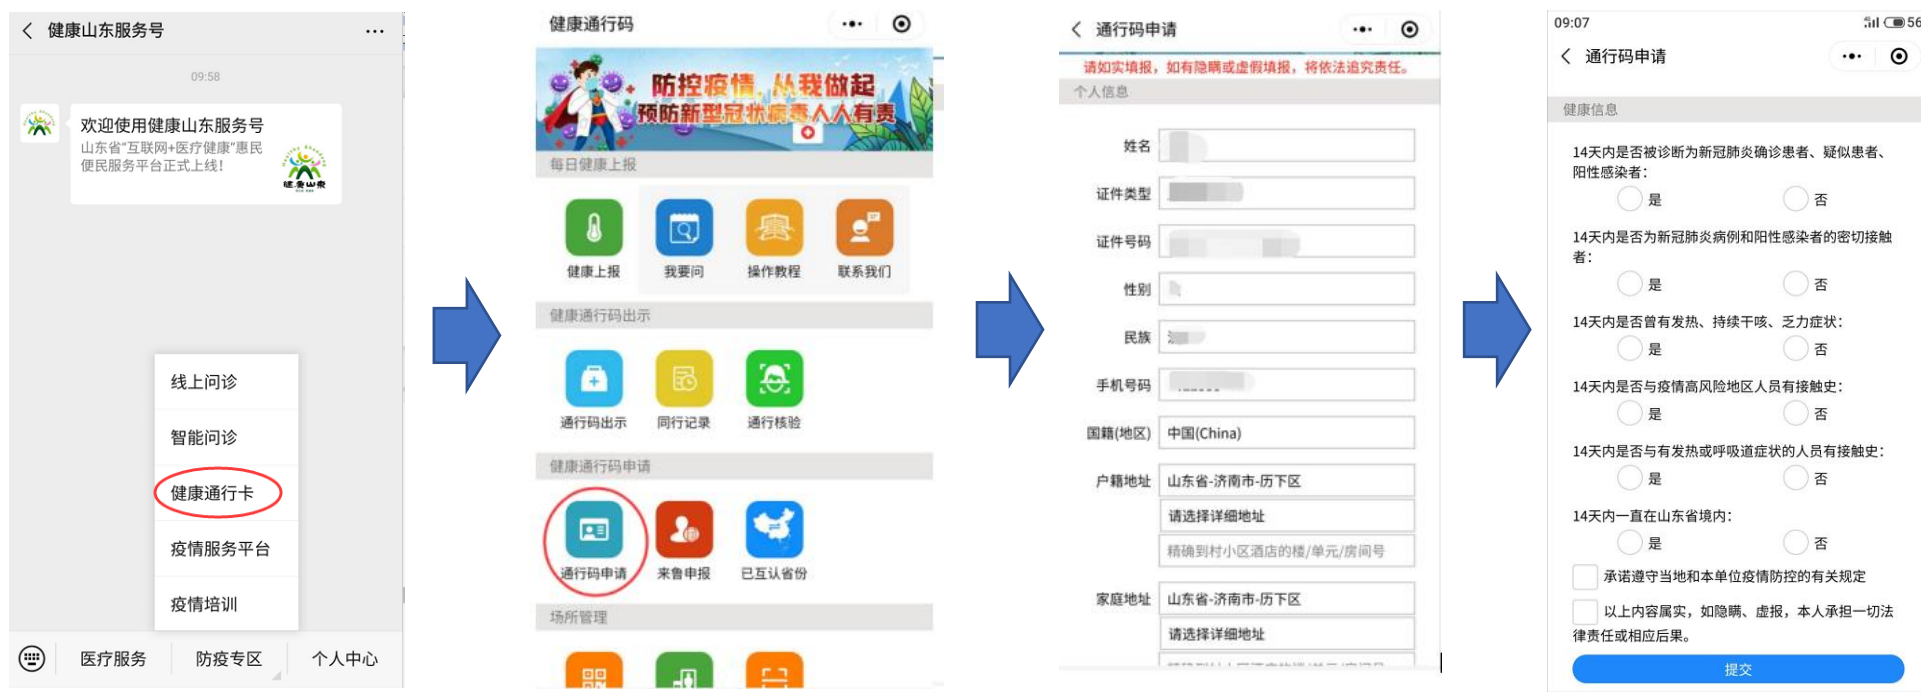 健康山东服务号
09:58
欢迎使用健康山东服务号
山东省"互联网+医疗健康"惠民
便民服务平台正式上线!
健康山东
线上问诊
智能问诊
健康通行卡
疫情服务平台
疫情培训
医疗服务
防疫专区
个人中心
健康通行码
防控疫情,从我做起
预防新型冠状病毒人人有责
每日健康上报
健康上报
我要问
操作教程
联系我们
健康通行码出示
通行码出示
同行记录
通行核验
健康通行码申请
通行码申请
来鲁申报
已互认省份
场所管理
通行码申请
请如实填报,如有隐瞒或虚假填报,将依法追究责任。
个人信息
姓名
证件类型
证件号码
性别
民族
手机号码
国籍(地区) 中国(China)
户籍地址 山东省-济南市-历下区
请选择详细地址
精确到村小区酒店的楼/单元/房间号
家庭地址 山东省-济南市-历下区
请选择详细地址
09:07
56
通行码申请
健康信息
14天内是否被诊断为新冠肺炎确诊患者、疑似患者、
阳性感染者:
是 否
14天内是否为新冠肺炎病例和阳性感染者的密切接触
者:
是 否
14天内是否曾有发热、持续干咳、乏力症状:
是 否
14天内是否与疫情高风险地区人员有接触史:
是 否
14天内是否与有发热或呼吸道症状的人员有接触史:
是 否
14天内一直在山东省境内:
是 否
承诺遵守当地和本单位疫情防控的有关规定
以上内容属实,如隐瞒、虚报,本人承担一切法
律责任或相应后果。
提交